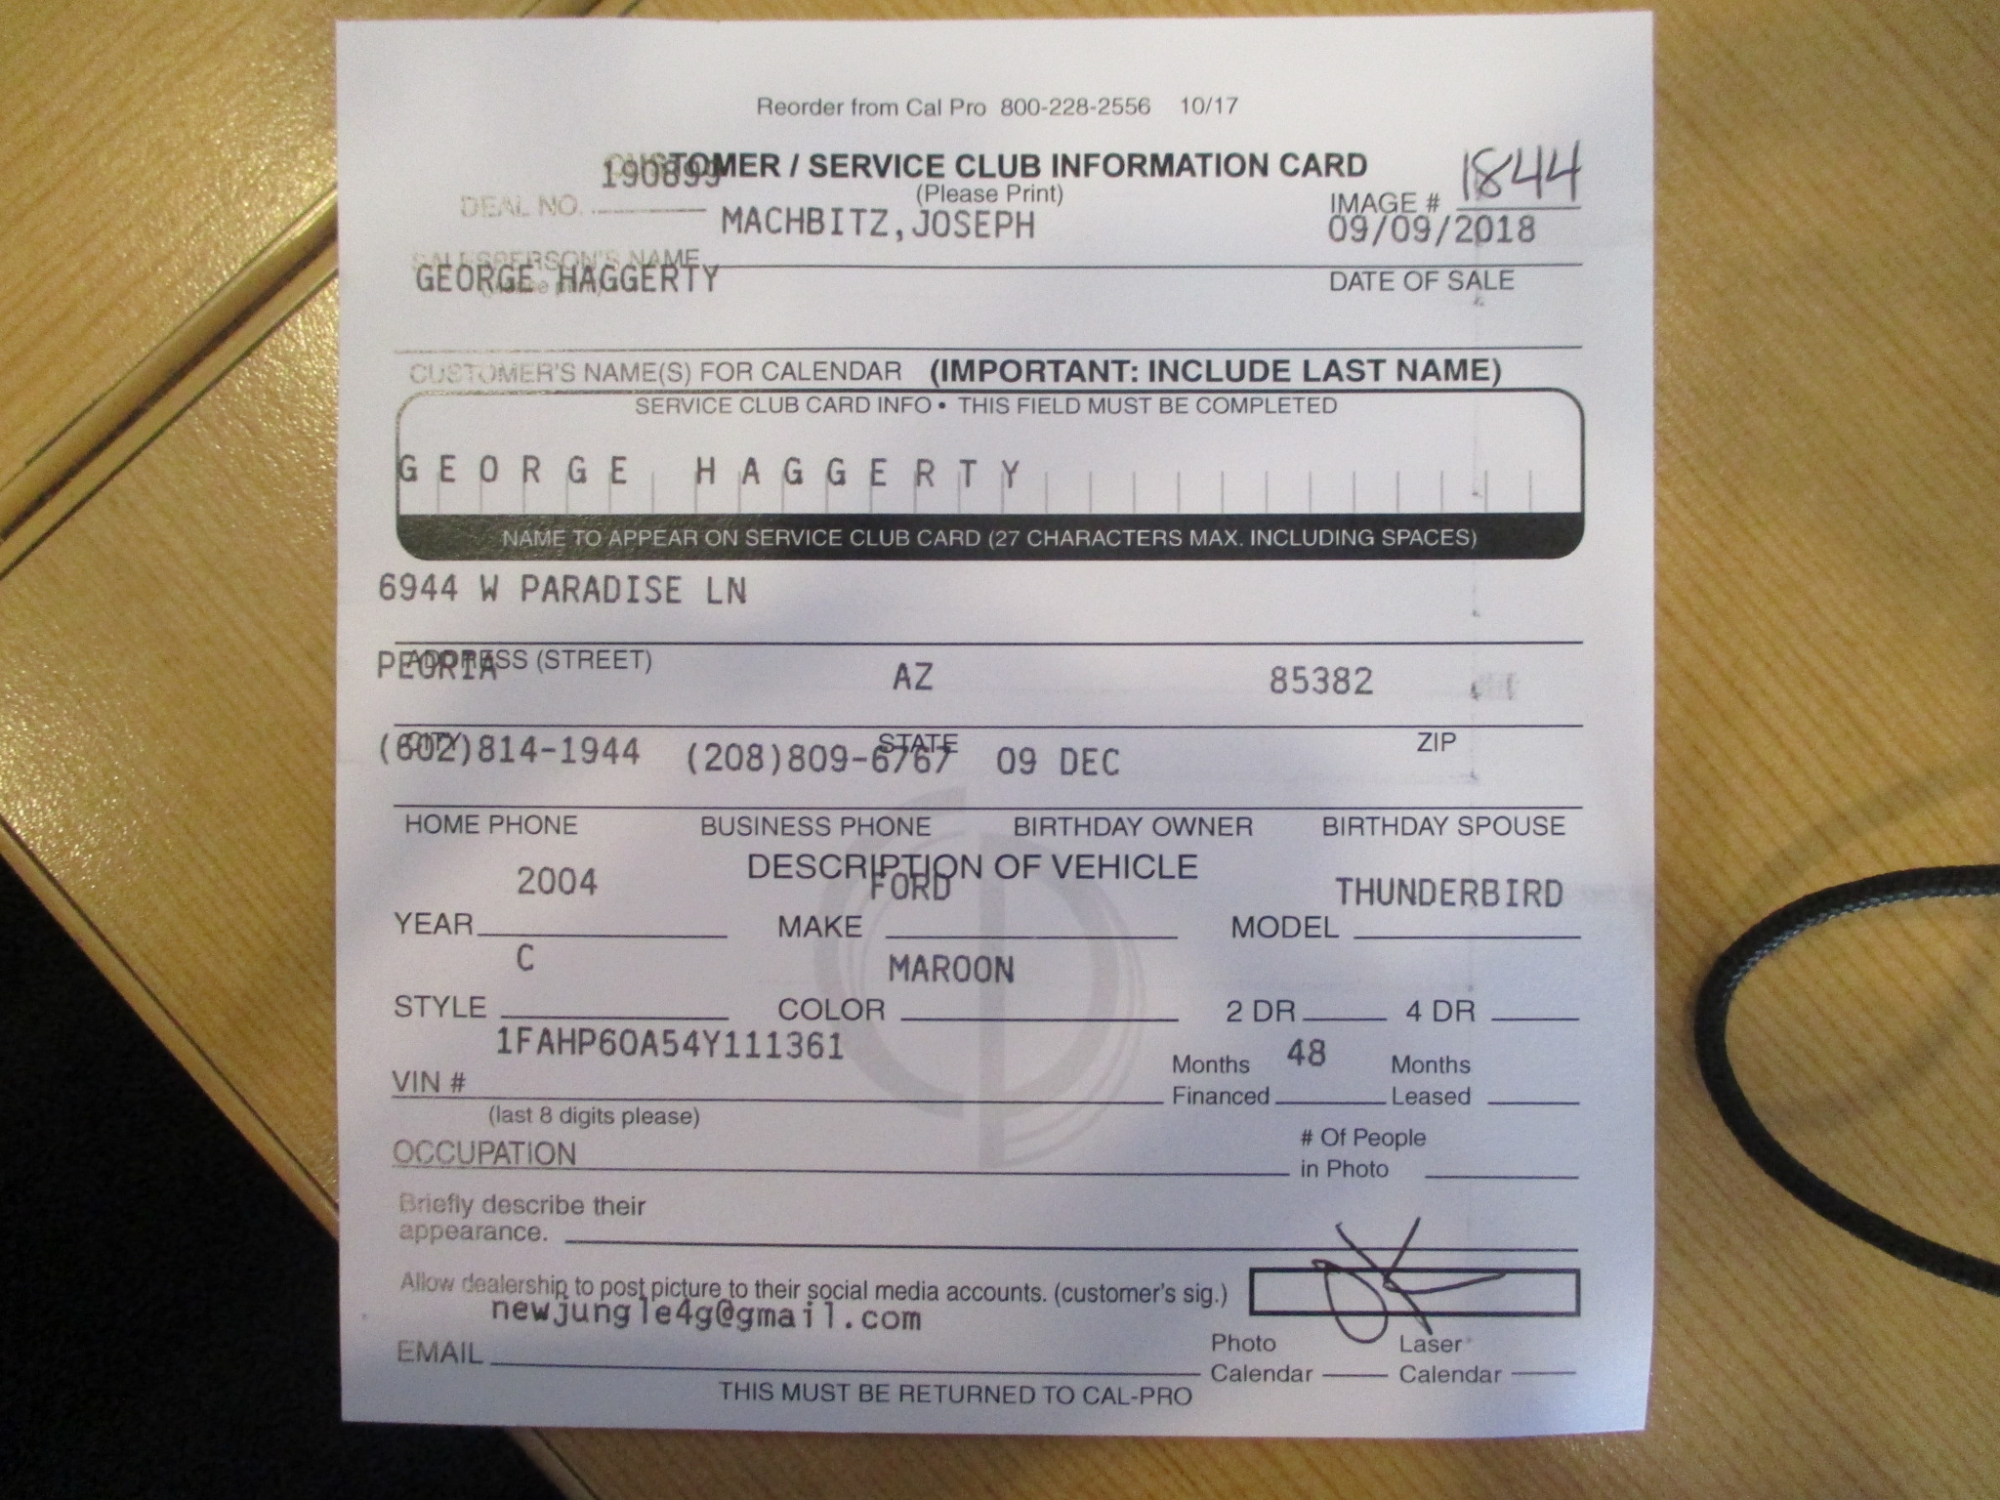 Reorder from Cal Pro 800-228-2556 10/17
CUSTOMER / SERVICE CLUB INFORMATION CARD
190899
(Please Print)
DEAL NO.
IMAGE # 1844
MACHBITZ,JOSEPH
09/09/2018
SALESPERSON'S NAME
(please print)
DATE OF SALE
GEORGE HAGGERTY
CUSTOMER'S NAME(S) FOR CALENDAR (IMPORTANT: INCLUDE LAST NAME)
SERVICE CLUB CARD INFO • THIS FIELD MUST BE COMPLETED
GEORGE HAGGERTY
NAME TO APPEAR ON SERVICE CLUB CARD (27 CHARACTERS MAX. INCLUDING SPACES)
6944 W PARADISE LN
ADDRESS (STREET)
PEORIA AZ 85382
CITY STATE ZIP
(602)814-1944 (208)809-6767 09 DEC
HOME PHONE BUSINESS PHONE BIRTHDAY OWNER BIRTHDAY SPOUSE
DESCRIPTION OF VEHICLE
2004 FORD THUNDERBIRD
YEAR MAKE MODEL
C MAROON
STYLE COLOR 2 DR 4 DR
1FAHP60A54Y111361
VIN #
(last 8 digits please)
Months Financed 48 Months Leased
OCCUPATION
# Of People in Photo
Briefly describe their
appearance.
Allow dealership to post picture to their social media accounts. (customer's sig.)
newjungle4g@gmail.com
EMAIL
Photo Calendar Laser Calendar
THIS MUST BE RETURNED TO CAL-PRO